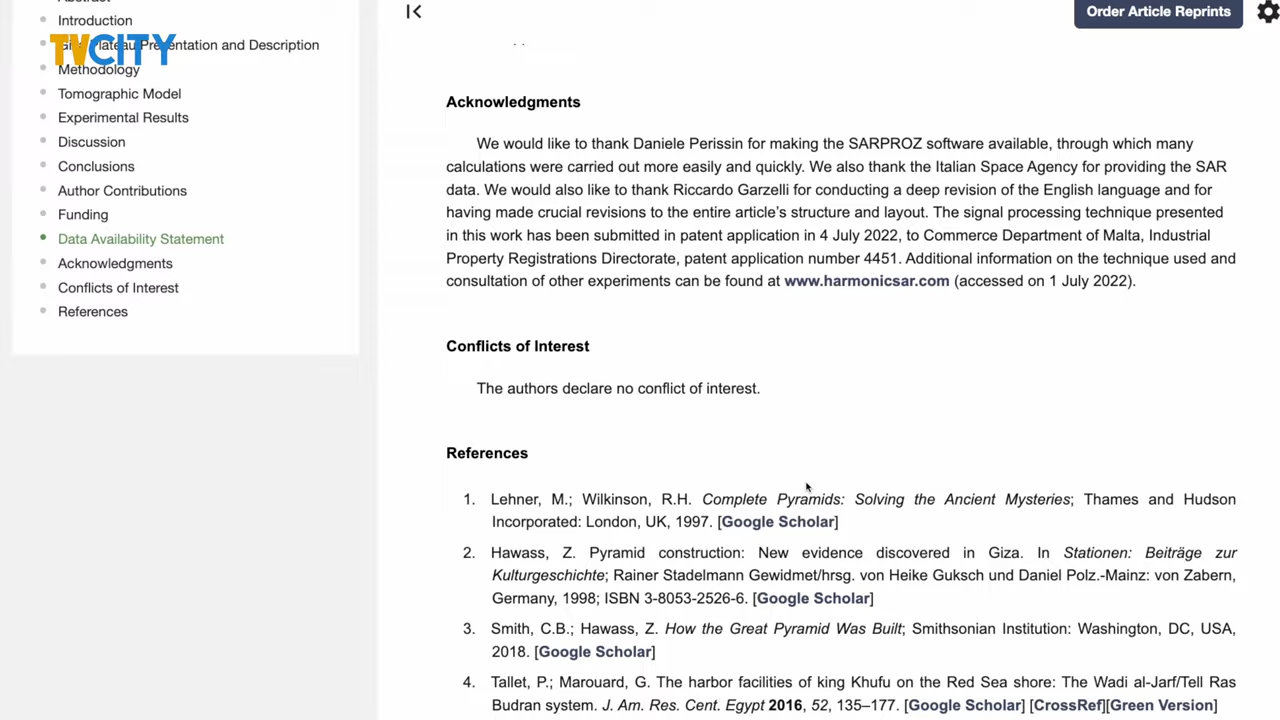 Introduction
Giza Plateau Presentation and Description
TVCITY
Methodology
Tomographic Model
Experimental Results
Discussion
Conclusions
Author Contributions
Funding
Data Availability Statement
Acknowledgments
Conflicts of Interest
References
Order Article Reprints
Acknowledgments
We would like to thank Daniele Perissin for making the SARPROZ software available, through which many
calculations were carried out more easily and quickly. We also thank the Italian Space Agency for providing the SAR
data. We would also like to thank Riccardo Garzelli for conducting a deep revision of the English language and for
having made crucial revisions to the entire article's structure and layout. The signal processing technique presented
in this work has been submitted in patent application in 4 July 2022, to Commerce Department of Malta, Industrial
Property Registrations Directorate, patent application number 4451. Additional information on the technique used and
consultation of other experiments can be found at www.harmonicsar.com (accessed on 1 July 2022).
Conflicts of Interest
The authors declare no conflict of interest.
References
1. Lehner, M.; Wilkinson, R.H. Complete Pyramids: Solving the Ancient Mysteries; Thames and Hudson
Incorporated: London, UK, 1997. [Google Scholar]
2. Hawass, Z. Pyramid construction: New evidence discovered in Giza. In Stationen: Beiträge zur
Kulturgeschichte; Rainer Stadelmann Gewidmet/hrsg. von Heike Guksch und Daniel Polz.-Mainz: von Zabern,
Germany, 1998; ISBN 3-8053-2526-6. [Google Scholar]
3. Smith, C.B.; Hawass, Z. How the Great Pyramid Was Built; Smithsonian Institution: Washington, DC, USA,
2018. [Google Scholar]
4. Tallet, P.; Marouard, G. The harbor facilities of king Khufu on the Red Sea shore: The Wadi al-Jarf/Tell Ras
Budran system. J. Am. Res. Cent. Egypt 2016, 52, 135–177. [Google Scholar] [CrossRef][Green Version]